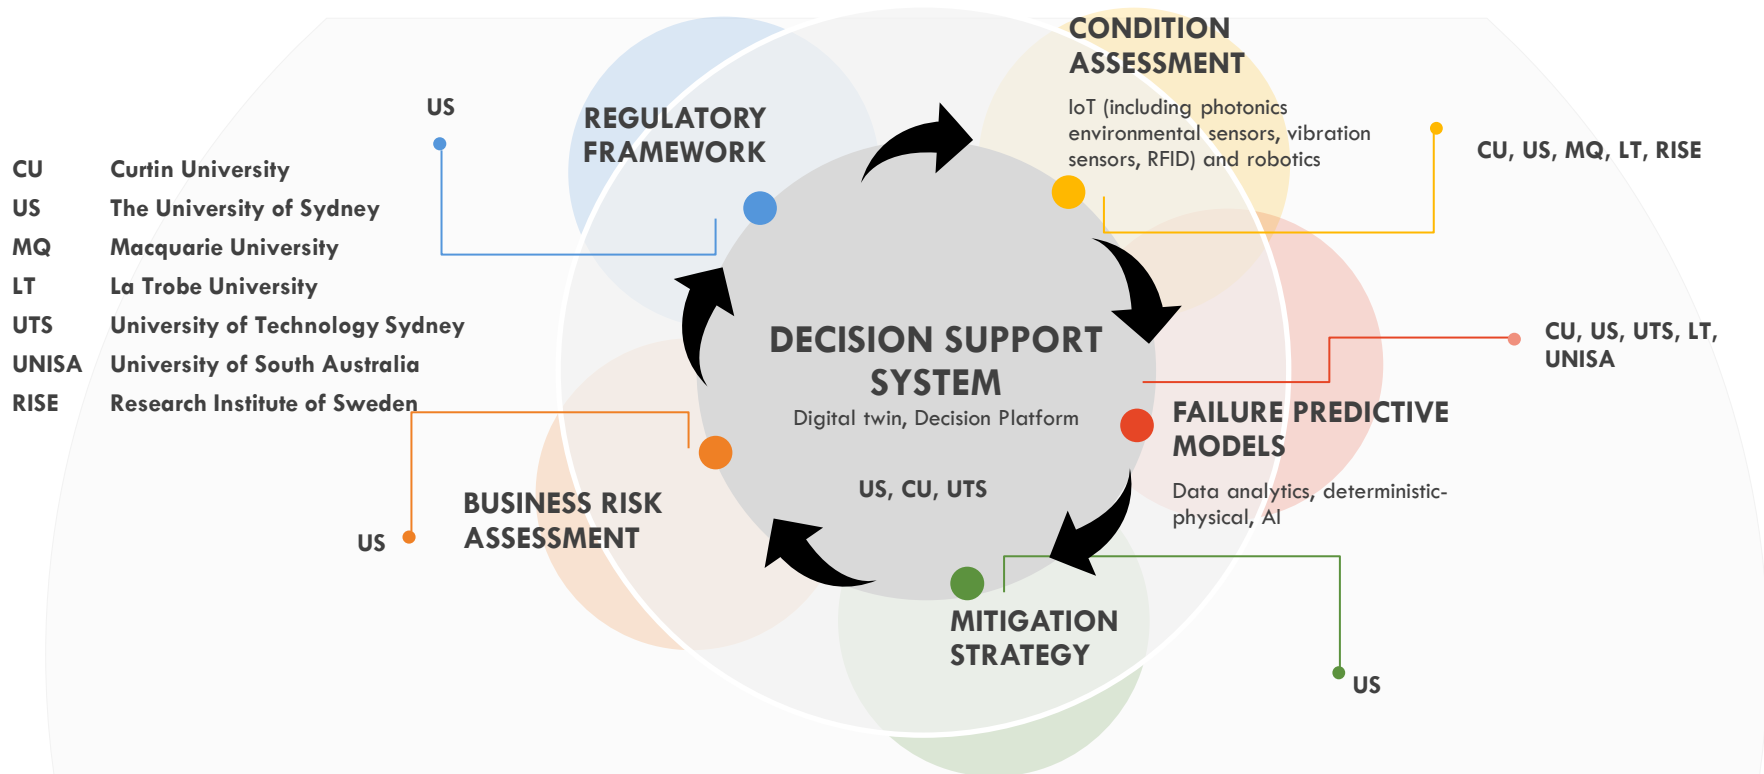 CU Curtin University
US The University of Sydney
MQ Macquarie University
LT La Trobe University
UTS University of Technology Sydney
UNISA University of South Australia
RISE Research Institute of Sweden
US
REGULATORY
FRAMEWORK
CONDITION
ASSESSMENT
IoT (including photonics
environmental sensors, vibration
sensors, RFID) and robotics
CU, US, MQ, LT, RISE
DECISION SUPPORT
SYSTEM
Digital twin, Decision Platform
US, CU, UTS
CU, US, UTS, LT,
UNISA
FAILURE PREDICTIVE
MODELS
Data analytics, deterministic-
physical, AI
BUSINESS RISK
ASSESSMENT
US
MITIGATION
STRATEGY
US